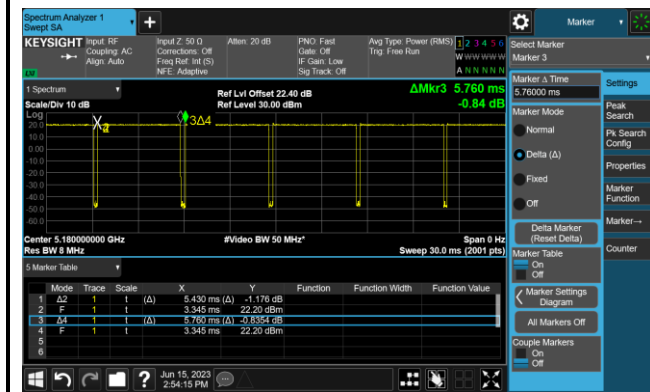 Spectrum Analyzer 1
Swept SA
+
Marker
KEYSIGHT Input: RF Input Z: 50 Ω Atten: 20 dB PNO: Fast Avg Type: Power (RMS) 1 2 3 4 5 6
Coupling: AC Corrections: Off Gate: Off Trig: Free Run
Align: Auto Freq Ref: Int (S) IF Gain: Low W W W W W W
NFE: Adaptive Sig Track: Off A N N N N N
Select Marker
Marker 3
1 Spectrum
Ref Lvl Offset 22.40 dB ΔMkr3 5.760 ms
Scale/Div 10 dB Ref Level 30.00 dBm -0.84 dB
Log
20.0
10.0
0.00
-10.0
-20.0
-30.0
-40.0
-50.0
-60.0
3Δ4
Center 5.180000000 GHz #Video BW 50 MHz* Span 0 Hz
Res BW 8 MHz Sweep 30.0 ms (2001 pts)
5 Marker Table
Mode Trace Scale X Y Function Function Width Function Value
1 Δ2 1 t (Δ) 5.430 ms (Δ) -1.176 dB
2 F 1 t 3.345 ms 22.20 dBm
3 Δ4 1 t (Δ) 5.760 ms (Δ) -0.8354 dB
4 F 1 t 3.345 ms 22.20 dBm
5
6
Marker Δ Time
5.76000 ms
Marker Mode
Normal
Delta (Δ)
Fixed
Off
Delta Marker
(Reset Delta)
Marker Table
On
Off
Marker Settings
Diagram
All Markers Off
Couple Markers
On
Off
Settings
Peak
Search
Pk Search
Config
Properties
Marker
Function
Marker→
Counter
?
Jun 15, 2023
2:54:15 PM